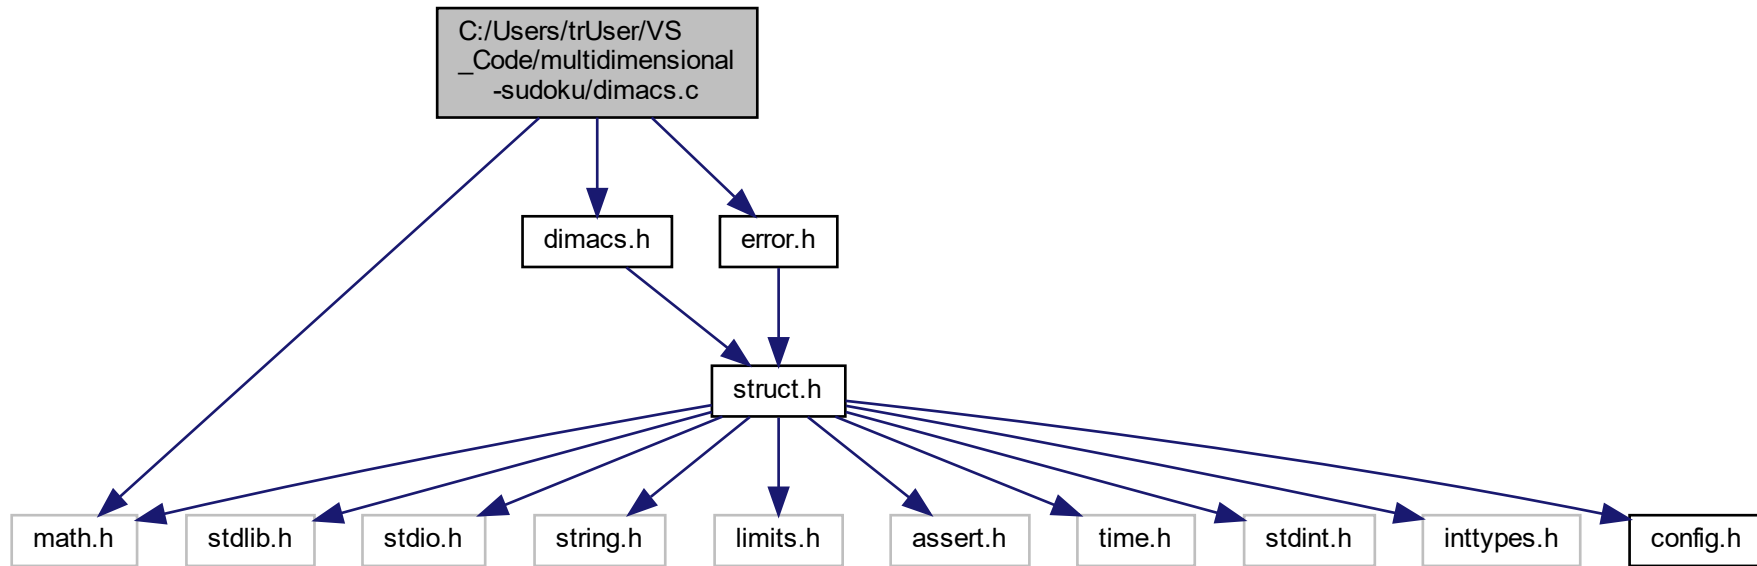 C:/Users/trUser/VS
_Code/multidimensional
-sudoku/dimacs.c
dimacs.h
error.h
struct.h
math.h
stdlib.h
stdio.h
string.h
limits.h
assert.h
time.h
stdint.h
inttypes.h
config.h